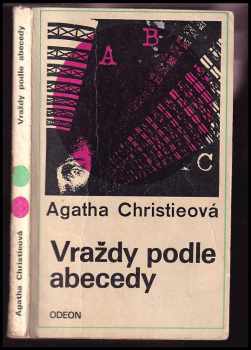 Agatha Christieová
Vraždy podle abecedy
A
B
C
Agatha Christieová
Vraždy podle
abecedy
ODEON